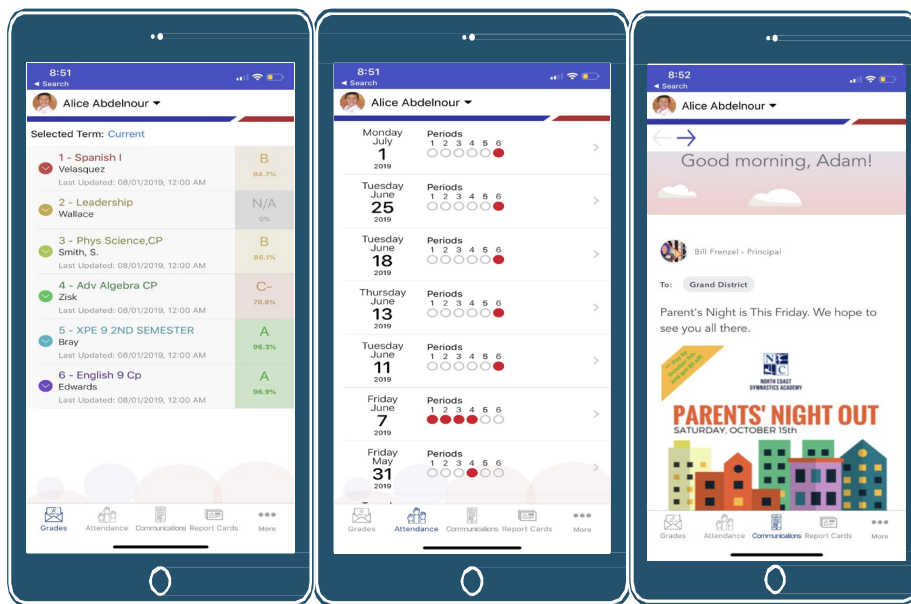 8:51
Search
Alice Abdelnour
Selected Term: Current
1 - Spanish I
B
Velasquez
84.7%
Last Updated: 08/01/2019, 12:00 AM
2 - Leadership
N/A
Wallace
0%
3 - Phys Science,CP
B
Smith, S.
86.1%
Last Updated: 08/01/2019, 12:00 AM
4 - Adv Algebra CP
C-
Zisk
70.6%
Last Updated: 08/01/2019, 12:00 AM
5 - XPE 9 2ND SEMESTER
A
Bray
96.3%
Last Updated: 08/01/2019, 12:00 AM
6 - English 9 Cp
A
Edwards
96.9%
Last Updated: 08/01/2019, 12:00 AM
Grades Attendance Communications Report Cards More
8:51
Search
Alice Abdelnour
Monday
July
1
2019
Periods
1 2 3 4 5 6
Tuesday
June
25
2019
Periods
1 2 3 4 5 6
Tuesday
June
18
2019
Periods
1 2 3 4 5 6
Thursday
June
13
2019
Periods
1 2 3 4 5 6
Tuesday
June
11
2019
Periods
1 2 3 4 5 6
Friday
June
7
2019
Periods
1 2 3 4 5 6
Friday
May
31
2019
Periods
1 2 3 4 5 6
Grades Attendance Communications Report Cards More
8:52
Search
Alice Abdelnour
Good morning, Adam!
Bill Frenzel - Principal
To: Grand District
Parent's Night is This Friday. We hope to
see you all there.
NORTH COAST
GYMNASTICS ACADEMY
PARENTS' NIGHT OUT
SATURDAY, OCTOBER 15th
Grades Attendance Communications Report Cards More